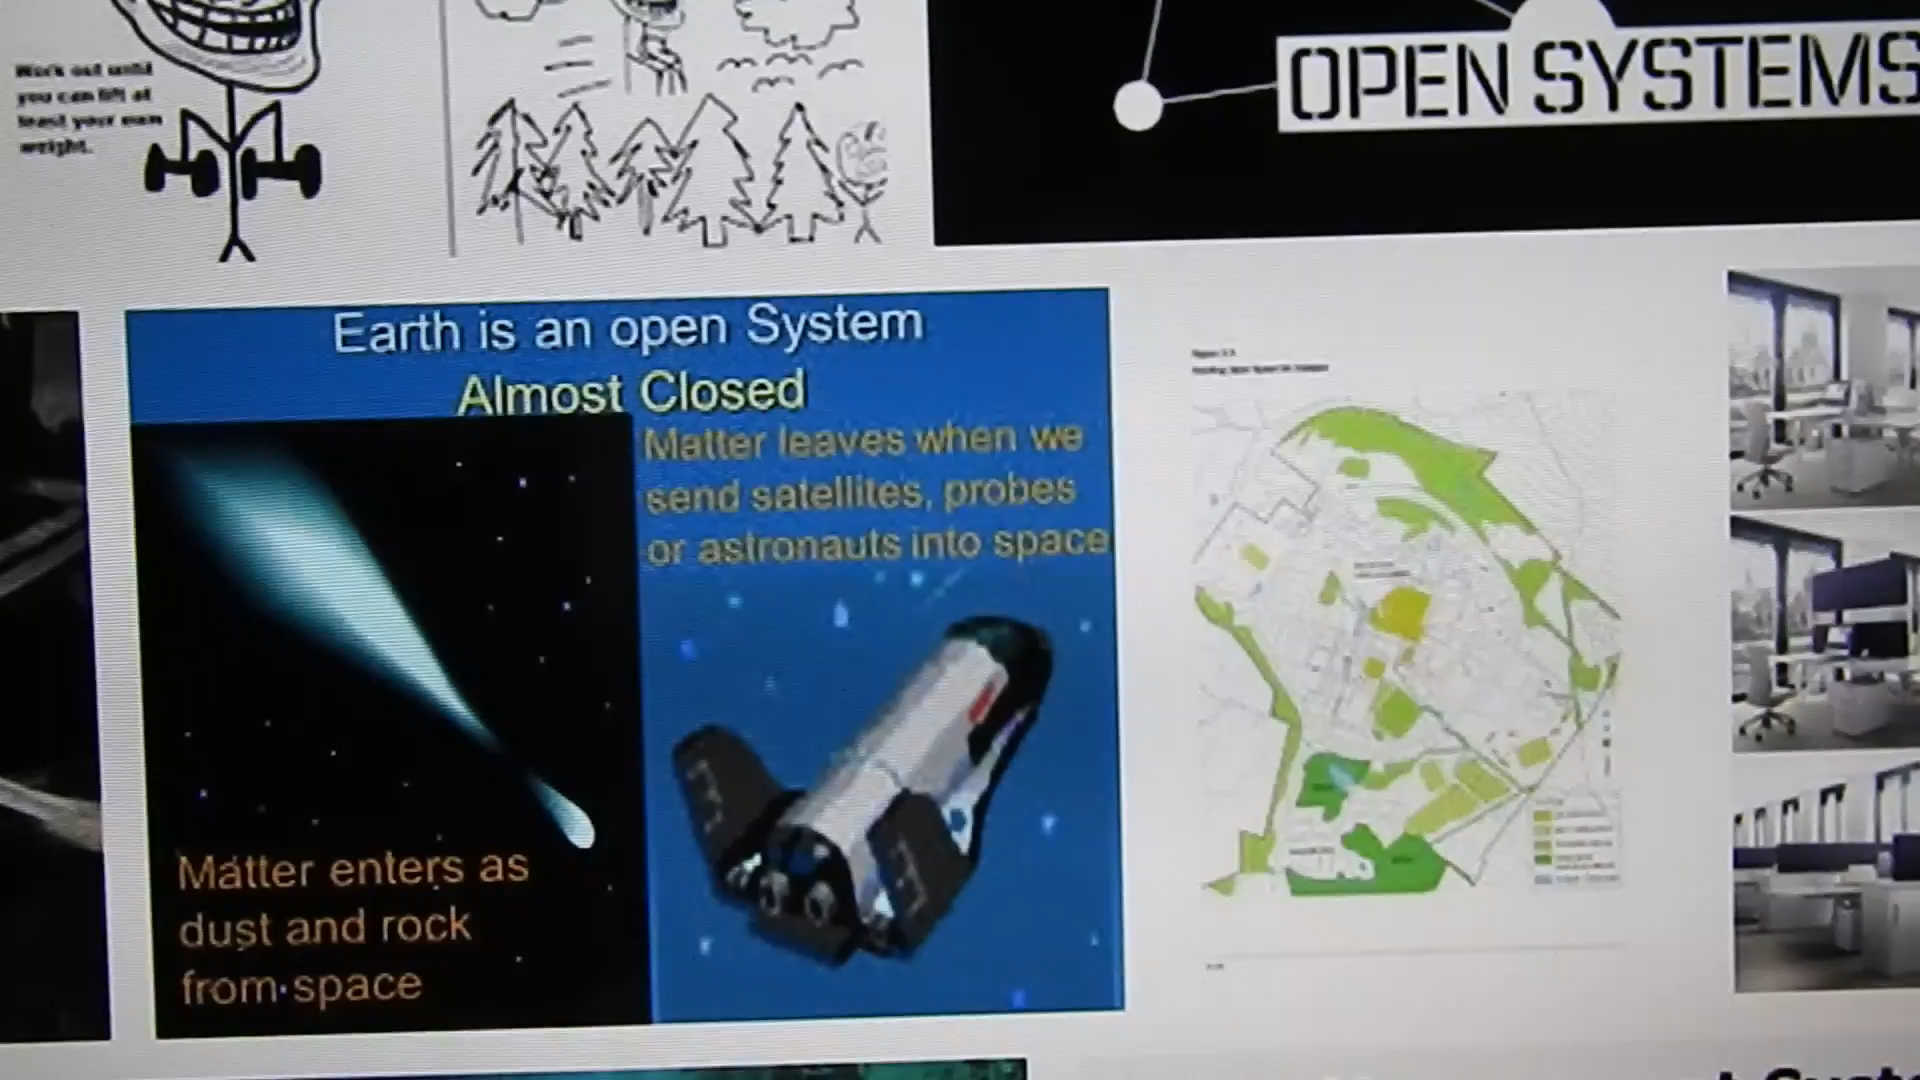 Work out until
you can lift at
least your own
weight.
OPEN SYSTEMS
Earth is an open System
Almost Closed
Matter leaves when we
send satellites, probes
or astronauts into space
Matter enters as
dust and rock
from space